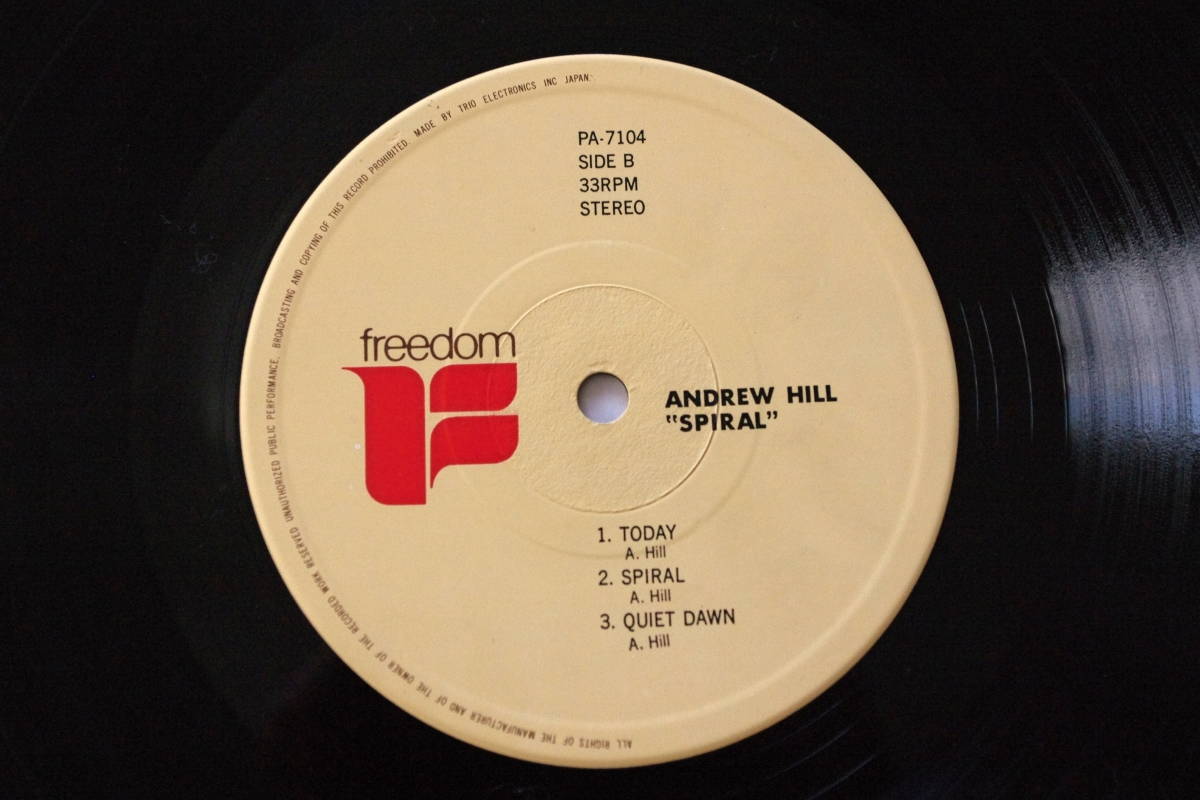 PA-7104
SIDE B
33RPM
STEREO
freedom
ANDREW HILL
"SPIRAL"
1. TODAY
A. Hill
2. SPIRAL
A. Hill
3. QUIET DAWN
A. Hill
ALL RIGHTS OF THE MANUFACTURER AND OF THE OWNER OF THE RECORDED WORK RESERVED UNAUTHORIZED PUBLIC PERFORMANCE. BROADCASTING AND COPYING OF THIS RECORD PROHIBITED. MADE BY TRIO ELECTRONICS INC JAPAN.